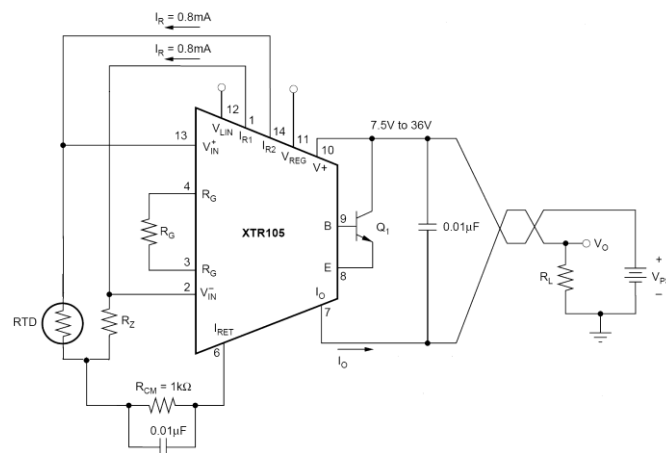 I_R = 0.8mA
I_R = 0.8mA
12
V_LIN
1
I_R1
14
I_R2
11
V_REG
7.5V to 36V
10
V+
13
V_IN^+
4
R_G
R_G
XTR105
B
9
Q_1
0.01µF
3
R_G
E
8
2
V_IN^−
I_O
7
V_O
R_L
+
−
RTD
R_Z
I_RET
6
I_O
R_CM = 1kΩ
0.01µF